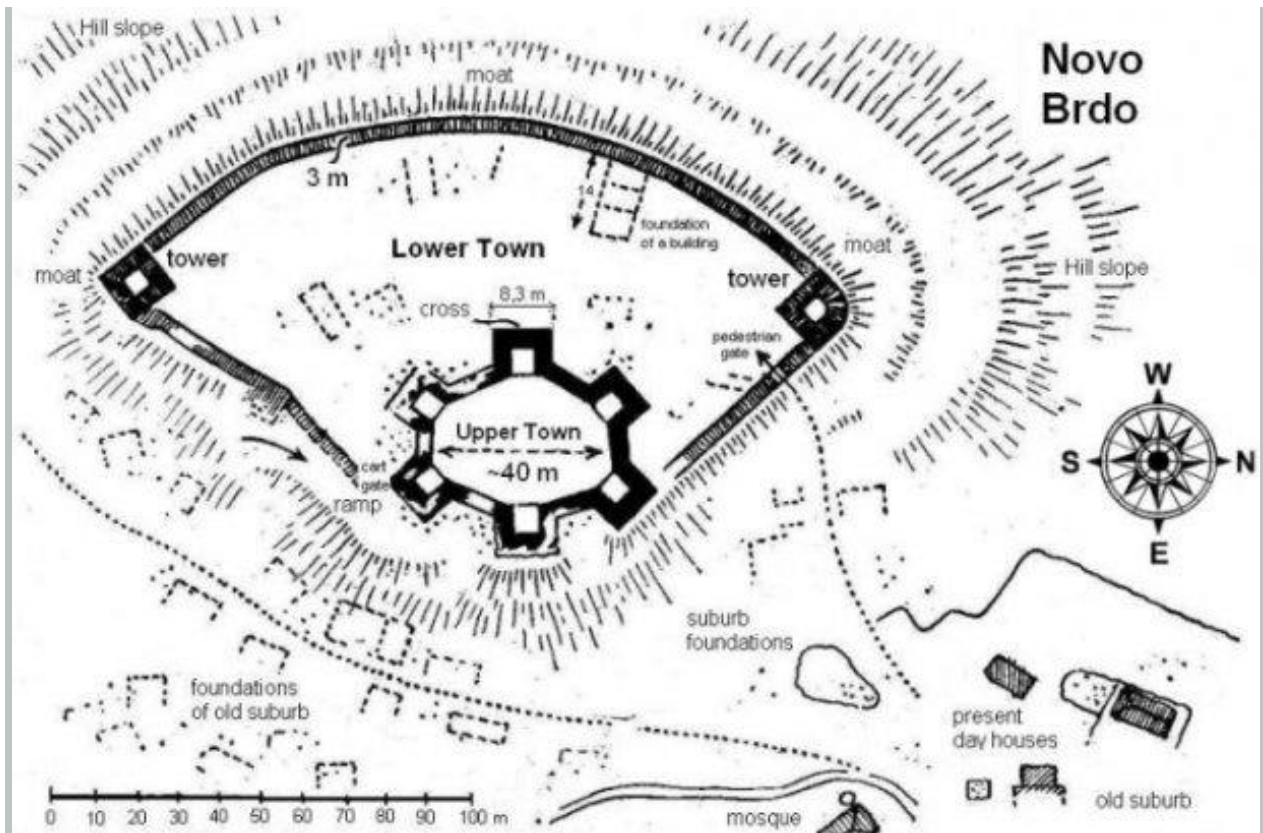 Hill slope
Novo
Brdo
moat
3 m
14
foundation
of a building
Lower Town
moat
tower
moat
tower
Hill slope
8,3 m
cross
pedestrian
gate
W
Upper Town
S
N
~40 m
cart
gate
ramp
E
suburb
foundations
foundations
of old suburb
present
day houses
old suburb
0 10 20 30 40 50 60 70 80 90 100 m
mosque